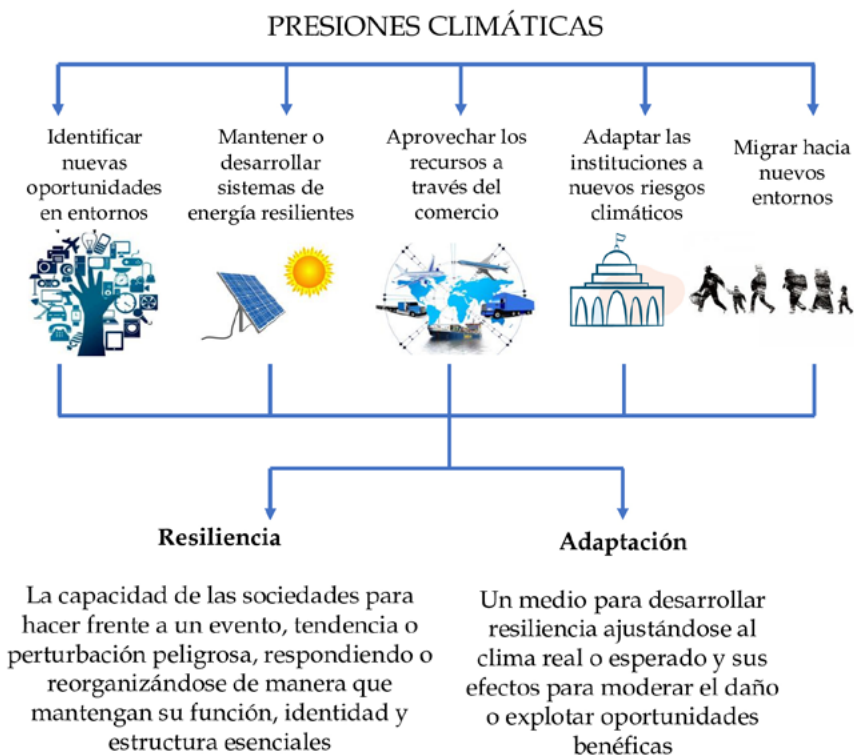 PRESIONES CLIMÁTICAS
Identificar
nuevas
oportunidades
en entornos
Mantener o
desarrollar
sistemas de
energía resilientes
Aprovechar los
recursos a
través del
comercio
Adaptar las
instituciones a
nuevos riesgos
climáticos
Migrar hacia
nuevos
entornos
Resiliencia
La capacidad de las sociedades para
hacer frente a un evento, tendencia o
perturbación peligrosa, respondiendo o
reorganizándose de manera que
mantengan su función, identidad y
estructura esenciales
Adaptación
Un medio para desarrollar
resiliencia ajustándose al
clima real o esperado y sus
efectos para moderar el daño
o explotar oportunidades
benéficas